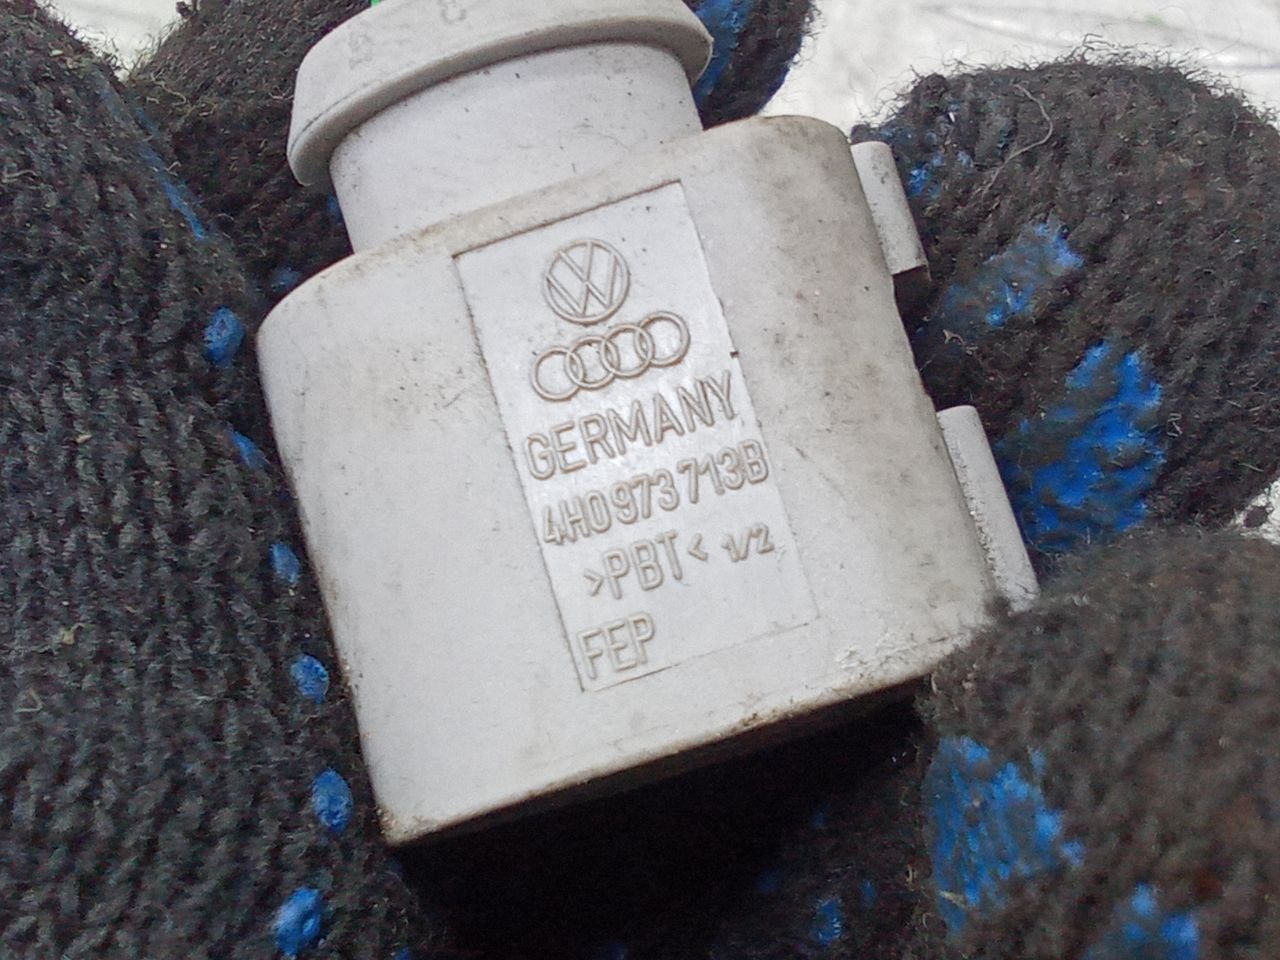 GERMANY
4H0 973 713B
>PBT< 1/2
FEP